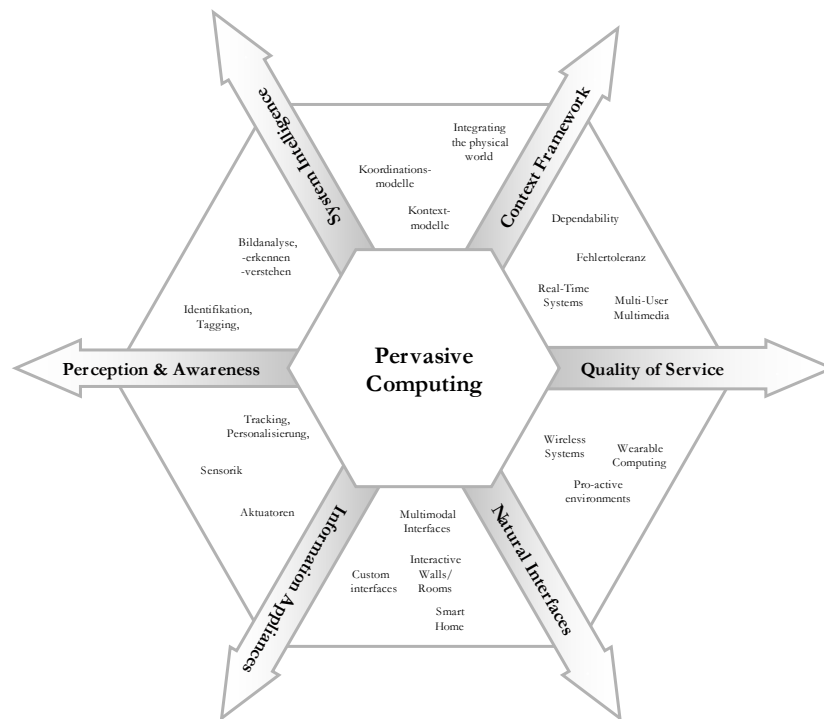 System Intelligence
Context Framework
Integrating
the physical
world
Koordinations-
modelle
Kontext-
modelle
Dependability
Fehlertoleranz
Real-Time
Systems
Multi-User
Multimedia
Bildanalyse,
-erkennen
-verstehen
Identifikation,
Tagging,
Perception & Awareness
Pervasive
Computing
Quality of Service
Tracking,
Personalisierung,
Sensorik
Aktuatoren
Wireless
Systems
Wearable
Computing
Pro-active
environments
Information Appliances
Multimodal
Interfaces
Interactive
Walls/
Rooms
Custom
interfaces
Smart
Home
Natural Interfaces